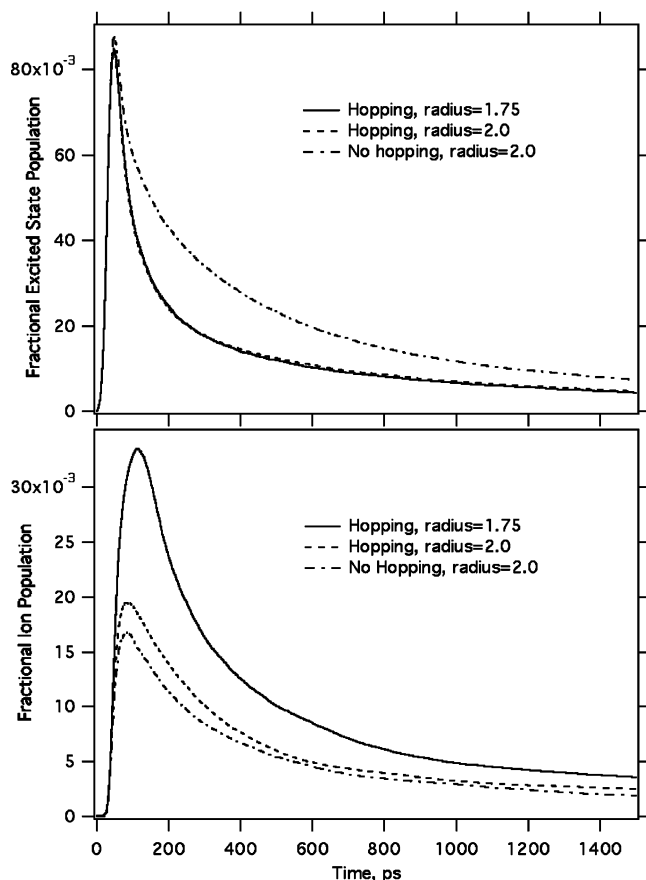 80x10-3
60
40
20
0
Fractional Excited State Population
Hopping, radius=1.75
Hopping, radius=2.0
No hopping, radius=2.0
30x10-3
25
20
15
10
5
0
Fractional Ion Population
Hopping, radius=1.75
Hopping, radius=2.0
No Hopping, radius=2.0
0 200 400 600 800 1000 1200 1400
Time, ps